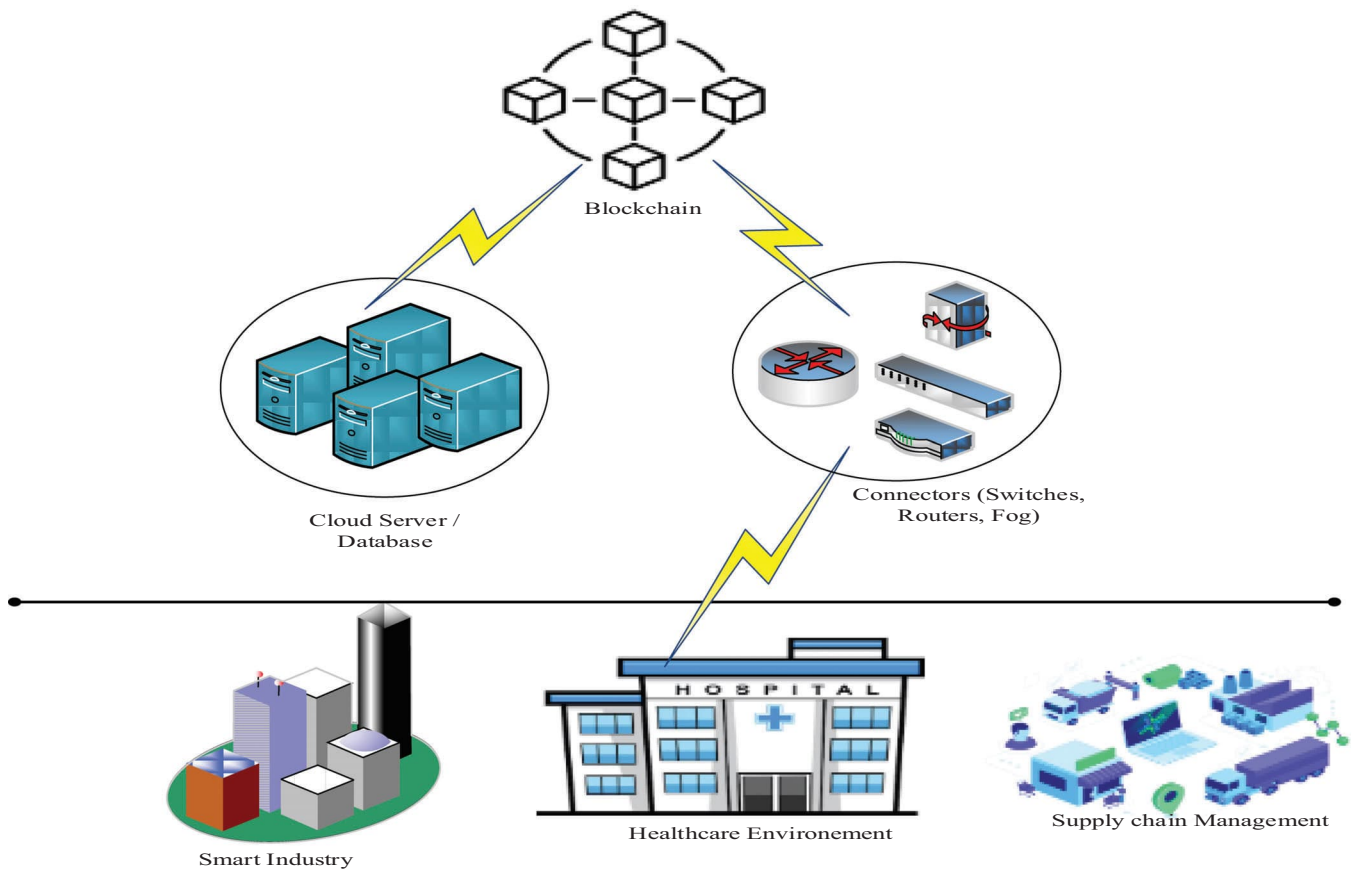 Blockchain
Cloud Server /
Database
Connectors (Switches,
Routers, Fog)
HOSPITAL
Smart Industry
Healthcare Environement
Supply chain Management